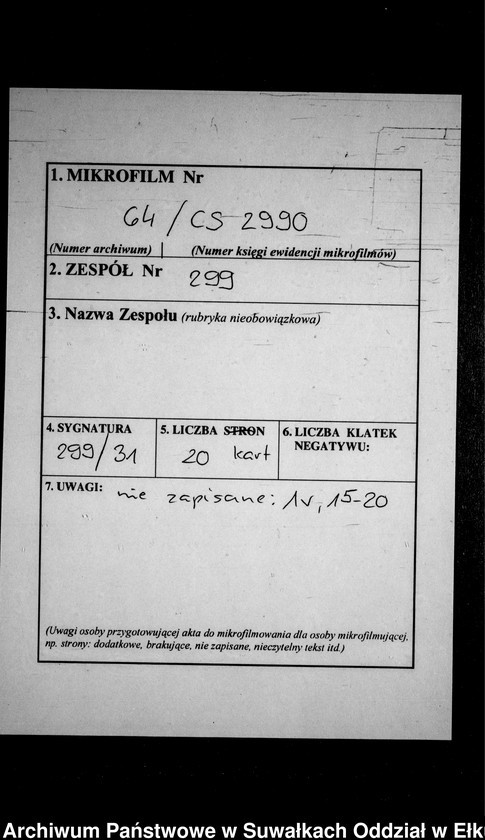 1. MIKROFILM Nr
64 / CS 2990
(Numer archiwum) | (Numer księgi ewidencji mikrofilmów)
2. ZESPÓŁ Nr 299
3. Nazwa Zespołu (rubryka nieobowiązkowa)
4. SYGNATURA
299/31
5. LICZBA STRON
20 kart
6. LICZBA KLATEK
NEGATYWU:
7. UWAGI: nie zapisane: 1v, 15-20
(Uwagi osoby przygotowującej akta do mikrofilmowania dla osoby mikrofilmującej,
np. strony: dodatkowe, brakujące, nie zapisane, nieczytelny tekst itd.)
Archiwum Państwowe w Suwałkach Oddział w Ełk